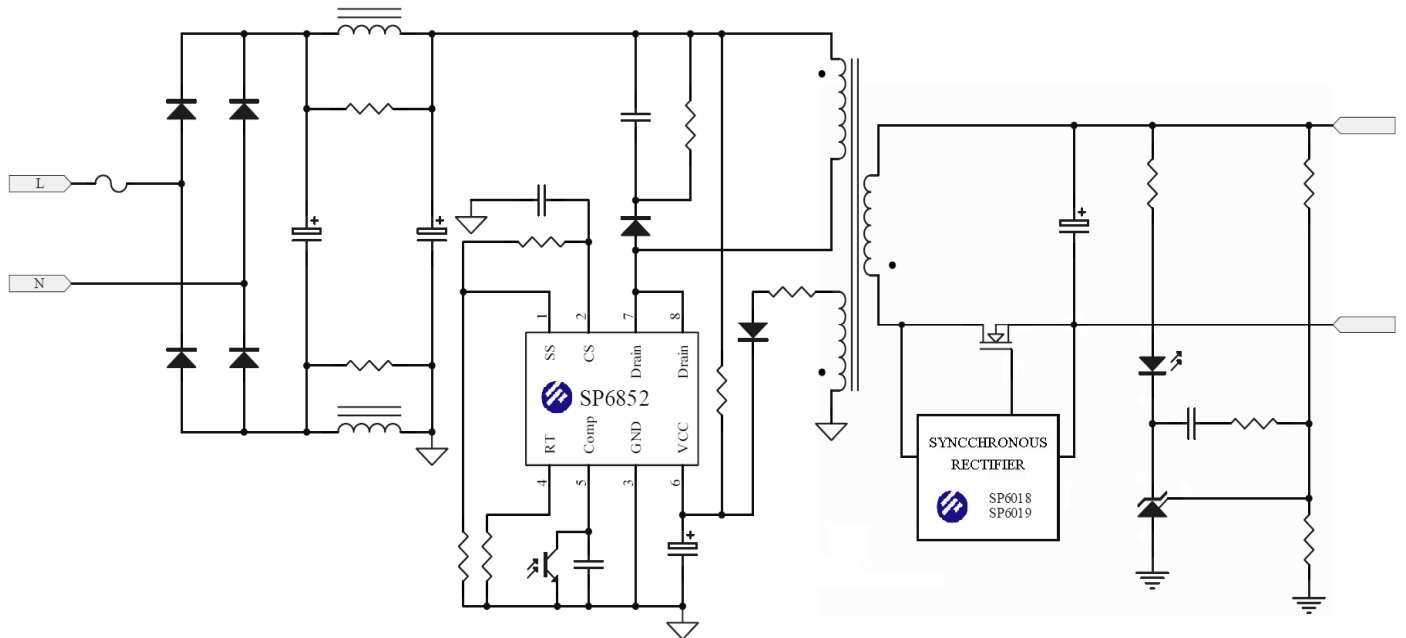 L
N
1
2
7
8
SS
CS
Drain
Drain
SP6852
RT
Comp
GND
VCC
4
5
3
6
SYNCCHRONOUS
RECTIFIER
SP6018
SP6019